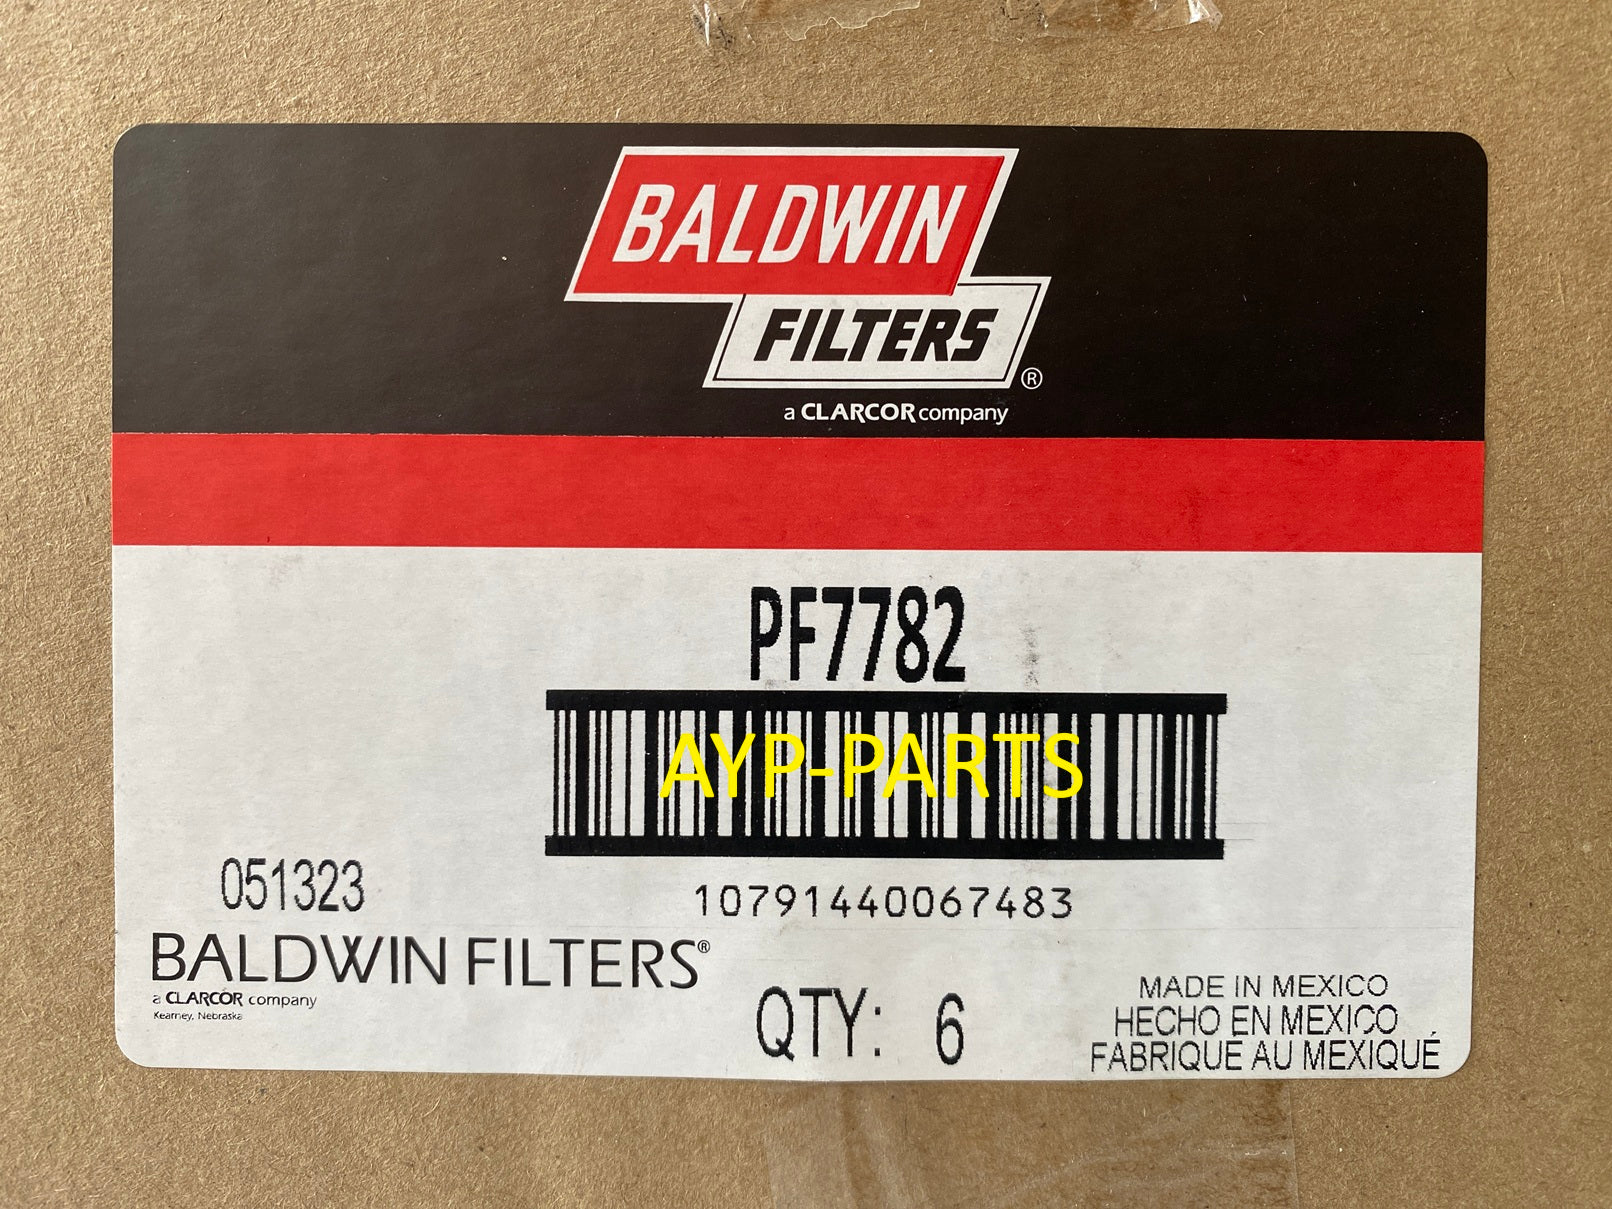 BALDWIN
FILTERS®
a CLARCOR company
PF7782
AYP-PARTS
10791440067483
051323
BALDWIN FILTERS®
a CLARCOR company
Kearney, Nebraska
QTY: 6
MADE IN MEXICO
HECHO EN MEXICO
FABRIQUÉ AU MEXIQUÉ